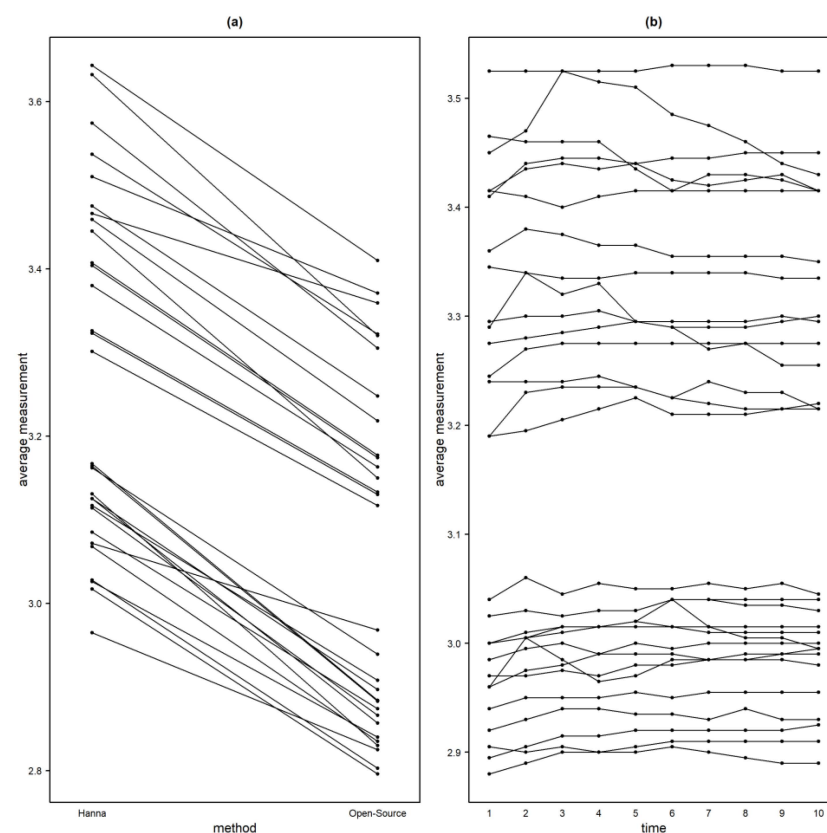 (a)
(b)
3.6
3.4
3.2
3.0
2.8
average measurement
Hanna
Open-Source
method
3.5
3.4
3.3
3.2
3.1
3.0
2.9
average measurement
1 2 3 4 5 6 7 8 9 10
time